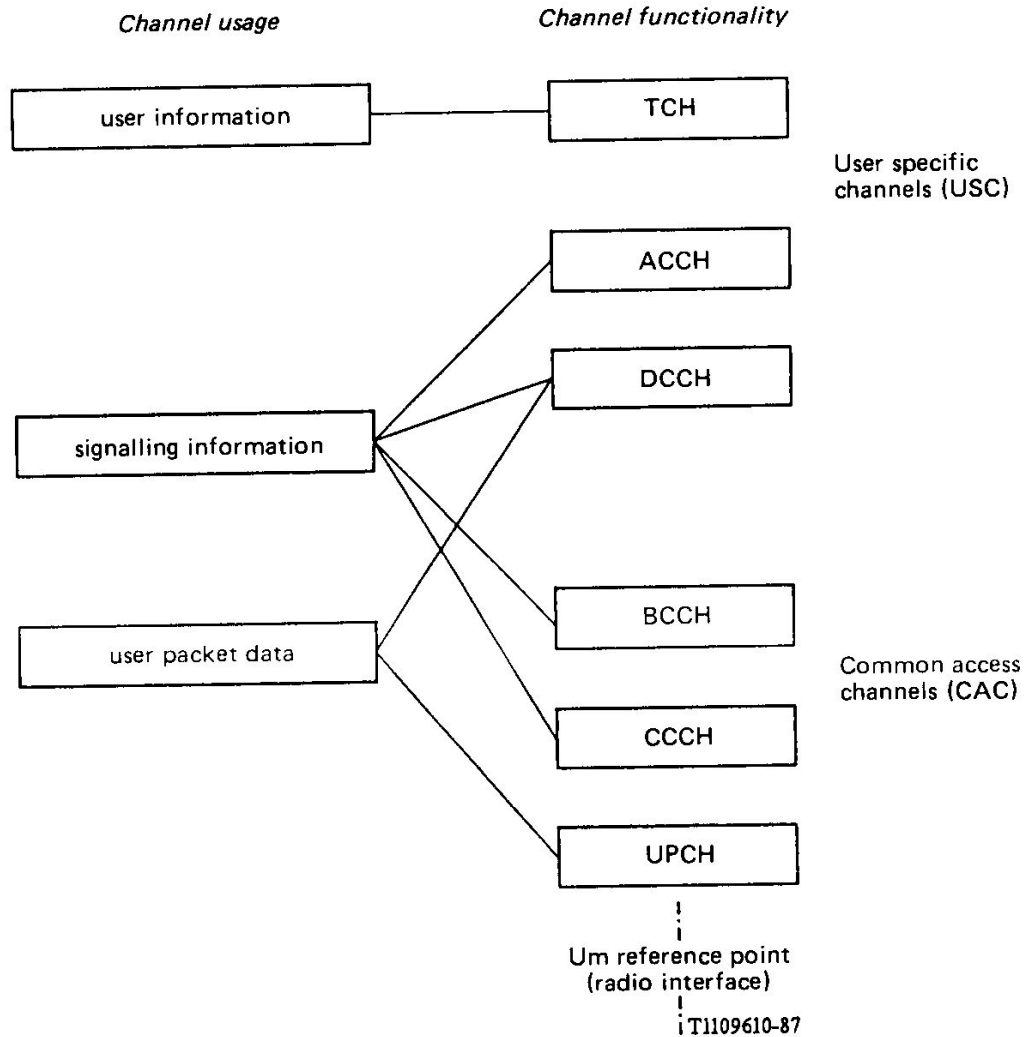 Channel usage
Channel functionality
user information
TCH
User specific
channels (USC)
ACCH
DCCH
signalling information
BCCH
user packet data
Common access
channels (CAC)
CCCH
UPCH
Um reference point
(radio interface)
T1109610-87